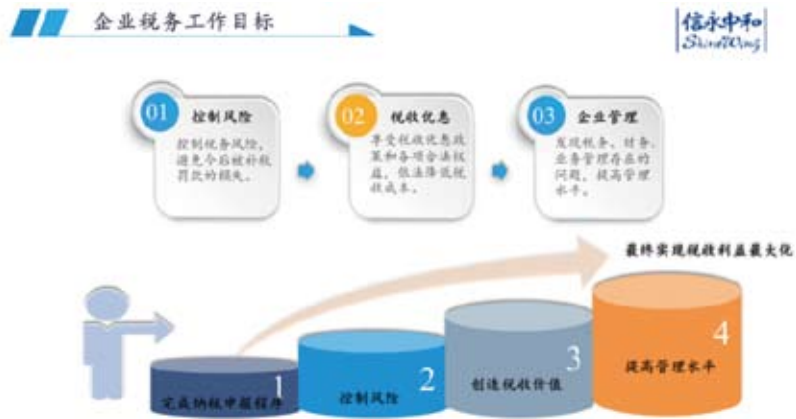 企业税务工作目标
信永中和
ShineWing
01
控制风险
控制税务风险,
避免今后被补税
罚款的损失。
02
税收优惠
享受税收优惠政
策和各项合法权
益,依法降低税
收成本。
03
企业管理
发现税务、财务、
业务管理存在的
问题,提高管理
水平。
最终实现税收利益最大化
1
完成纳税申报程序
2
控制风险
3
创造税收价值
4
提高管理水平